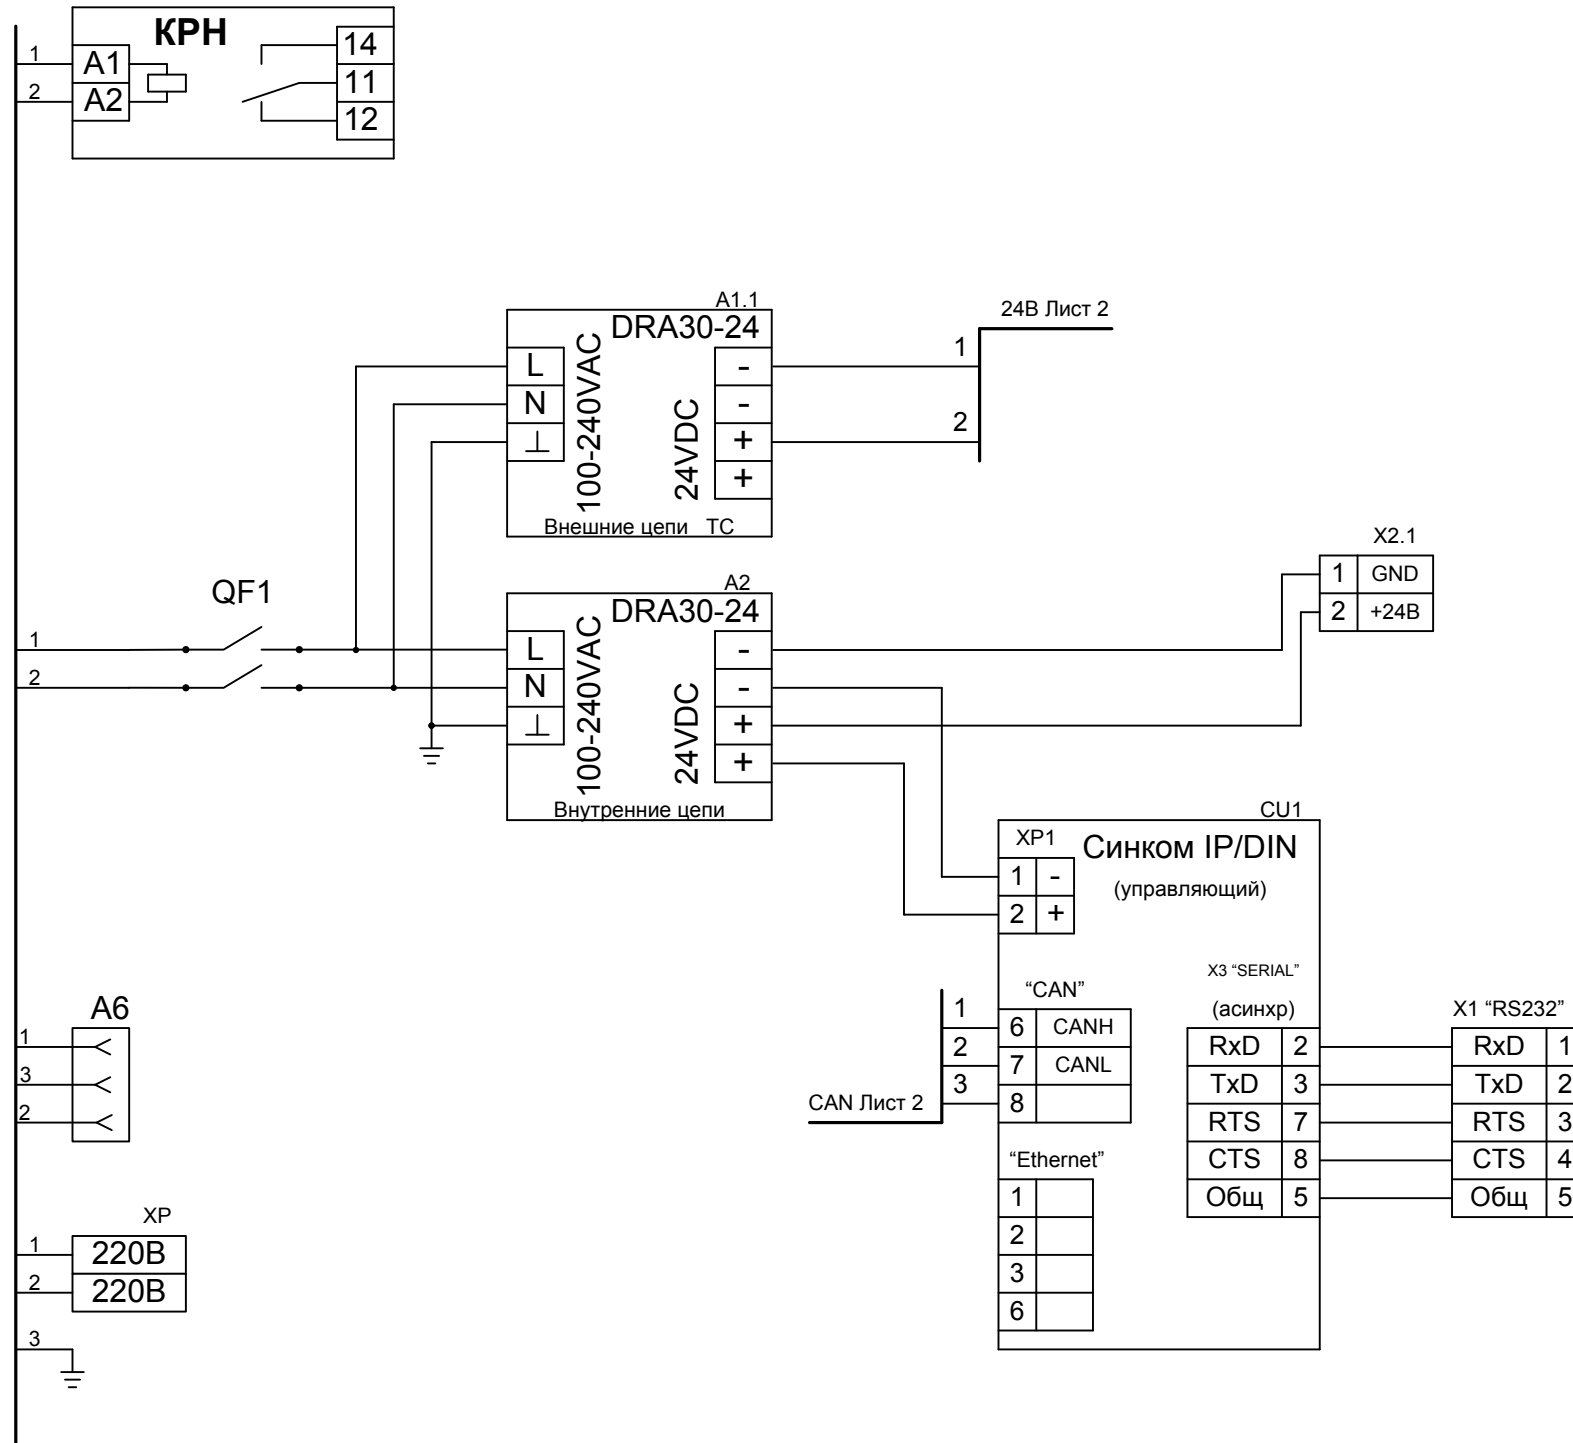 КРН
1
A1
14
11
2
A2
12
A1.1
DRA30-24
24В Лист 2
L
N
⊥
100-240VAC
24VDC
-
-
+
+
1
2
Внешние цепи ТС
X2.1
1 GND
2 +24В
QF1
1
2
A2
DRA30-24
L
N
⊥
100-240VAC
24VDC
-
-
+
+
Внутренние цепи
CU1
XP1
Синком IP/DIN
(управляющий)
1 -
2 +
"CAN"
1
2
3
6 CANH
7 CANL
8
CAN Лист 2
X3 “SERIAL”
(асинхр)
RxD 2
TxD 3
RTS 7
CTS 8
Общ 5
X1 “RS232”
RxD 1
TxD 2
RTS 3
CTS 4
Общ 5
“Ethernet”
1
2
3
6
A6
1
3
2
XP
1
220В
2
220В
3